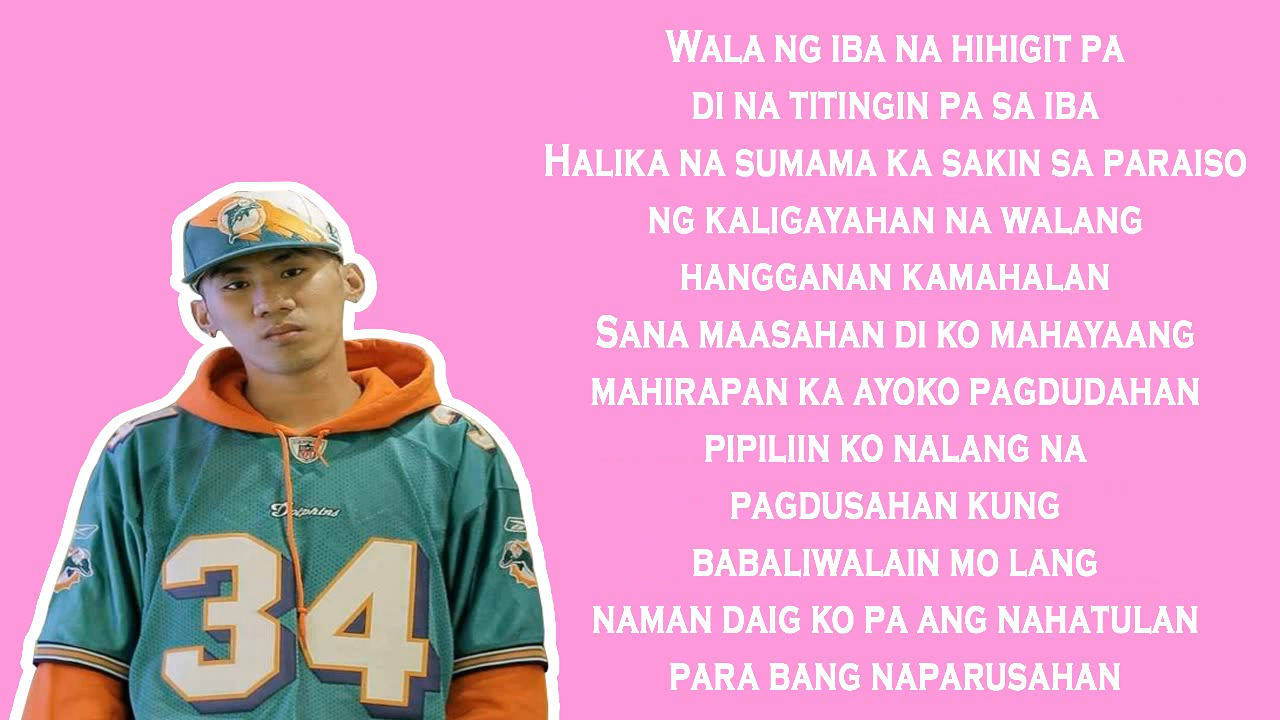 Wala ng iba na hihigit pa
di na titingin pa sa iba
Halika na sumama ka sakin sa paraiso
ng kaligayahan na walang
hangganan kamahalan
Sana maasahan di ko mahayaang
mahirapan ka ayoko pagdudahan
pipiliin ko nalang na
pagdusahan kung
babaliwalain mo lang
naman daig ko pa ang nahatulan
para bang naparusahan
Dolphins
34